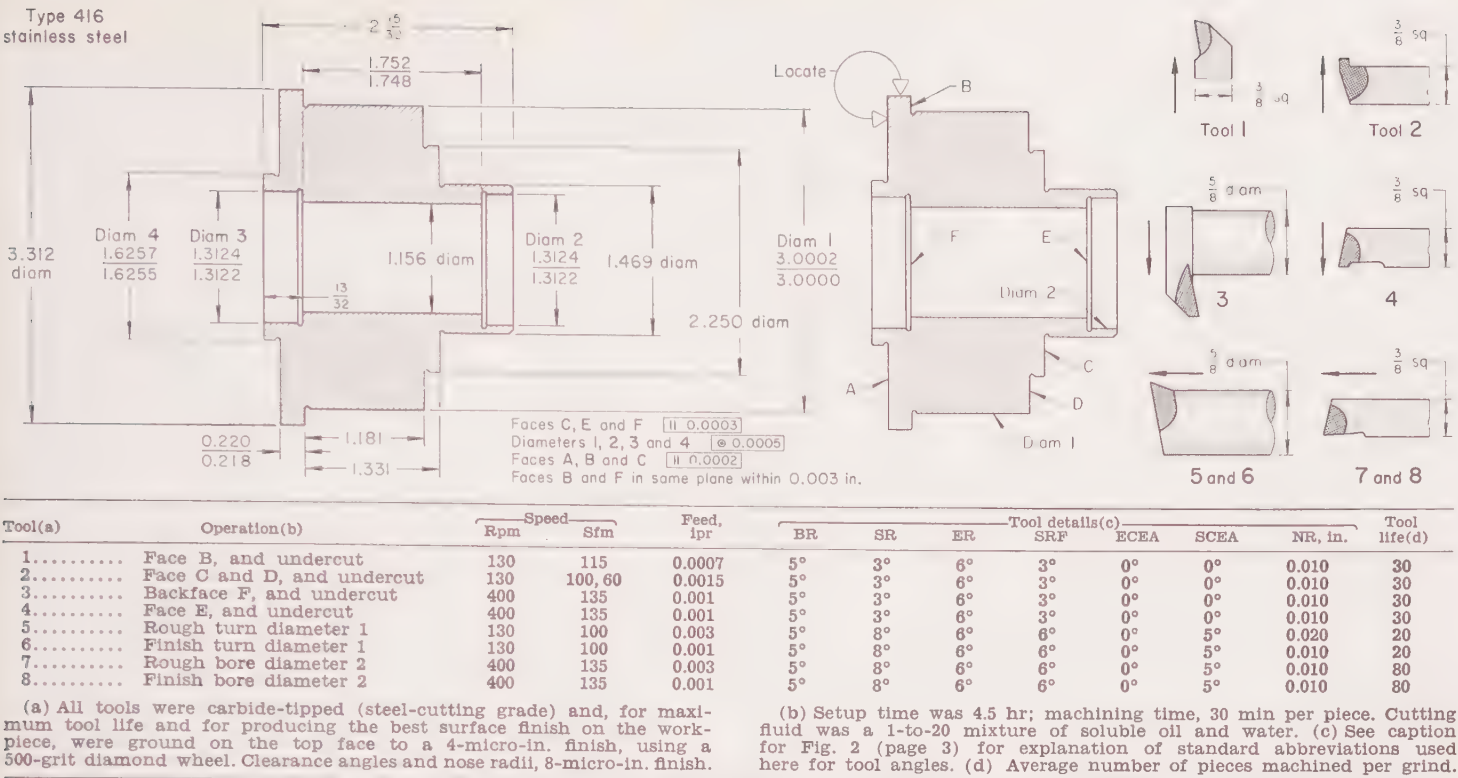 Type 416
stainless steel
2 15/32
1.752
1.748
3.312
diam
Diam 4
1.6257
1.6255
Diam 3
1.3124
1.3122
13/32
1.156 diam
Diam 2
1.3124
1.3122
1.469 diam
2.250 diam
Diam 1
3.0002
3.0000
0.220
0.218
1.181
1.331
Faces C, E and F || 0.0003
Diameters 1, 2, 3 and 4 ◎ 0.0005
Faces A, B and C || 0.0002
Faces B and F in same plane within 0.003 in.
Locate
B
F
E
Diam 2
A
C
D
Diam 1
3/8 sq
Tool 1
3/8 sq
Tool 2
5/8 diam
3
3/8 sq
4
5/8 diam
5 and 6
3/8 sq
7 and 8
Tool(a) Operation(b) Speed Feed, Tool details(c) Tool
Rpm Sfm ipr BR SR ER SRF ECEA SCEA NR, in. life(d)
1.......... Face B, and undercut 130 115 0.0007 5° 3° 6° 3° 0° 0° 0.010 30
2.......... Face C and D, and undercut 130 100, 60 0.0015 5° 3° 6° 3° 0° 0° 0.010 30
3.......... Backface F, and undercut 400 135 0.001 5° 3° 6° 3° 0° 0° 0.010 30
4.......... Face E, and undercut 400 135 0.001 5° 3° 6° 3° 0° 0° 0.010 30
5.......... Rough turn diameter 1 130 100 0.003 5° 8° 6° 6° 0° 5° 0.020 20
6.......... Finish turn diameter 1 130 100 0.001 5° 8° 6° 6° 0° 5° 0.010 20
7.......... Rough bore diameter 2 400 135 0.003 5° 8° 6° 6° 0° 5° 0.010 80
8.......... Finish bore diameter 2 400 135 0.001 5° 8° 6° 6° 0° 5° 0.010 80
(a) All tools were carbide-tipped (steel-cutting grade) and, for maxi-
mum tool life and for producing the best surface finish on the work-
piece, were ground on the top face to a 4-micro-in. finish, using a
500-grit diamond wheel. Clearance angles and nose radii, 8-micro-in. finish.
(b) Setup time was 4.5 hr; machining time, 30 min per piece. Cutting
fluid was a 1-to-20 mixture of soluble oil and water. (c) See caption
for Fig. 2 (page 3) for explanation of standard abbreviations used
here for tool angles. (d) Average number of pieces machined per grind.